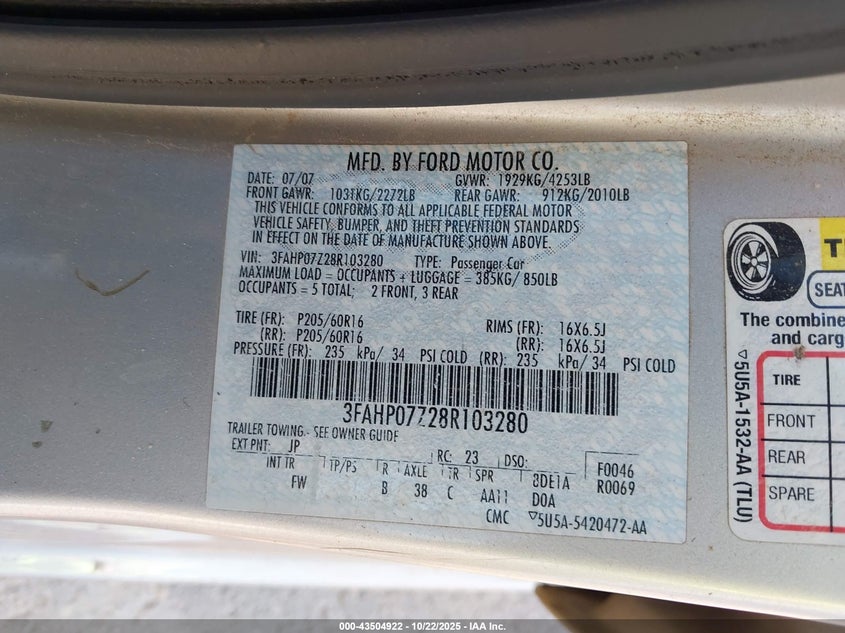 MFD. BY FORD MOTOR CO.
DATE: 07/07 GVWR: 1929KG/4253LB
FRONT GAWR: 1031KG/2272LB REAR GAWR: 912KG/2010LB
THIS VEHICLE CONFORMS TO ALL APPLICABLE FEDERAL MOTOR
VEHICLE SAFETY, BUMPER, AND THEFT PREVENTION STANDARDS
IN EFFECT ON THE DATE OF MANUFACTURE SHOWN ABOVE.
VIN: 3FAHP07Z28R103280 TYPE: Passenger Car
MAXIMUM LOAD = OCCUPANTS + LUGGAGE = 385KG/ 850LB
OCCUPANTS = 5 TOTAL; 2 FRONT, 3 REAR
TIRE (FR): P205/60R16 RIMS (FR): 16X6.5J
(RR): P205/60R16 (RR): 16X6.5J
PRESSURE (FR): 235 kPa/ 34 PSI COLD (RR): 235 kPa/ 34 PSI COLD
3FAHP07Z28R103280
TRAILER TOWING - SEE OWNER GUIDE
EXT PNT: JP RC: 23 DSO: F0046
INT TR TP/PS R AXLE TR SPR 8DE1A R0069
FW B 38 C AA11 D0A
CMC ▽5U5A-5420472-AA
SEAT
The combine
and carg
TIRE
FRONT
REAR
SPARE
▽5U5A-1532-AA (TLU)
000-43504922 | 10/22/2025 | IAA Inc.